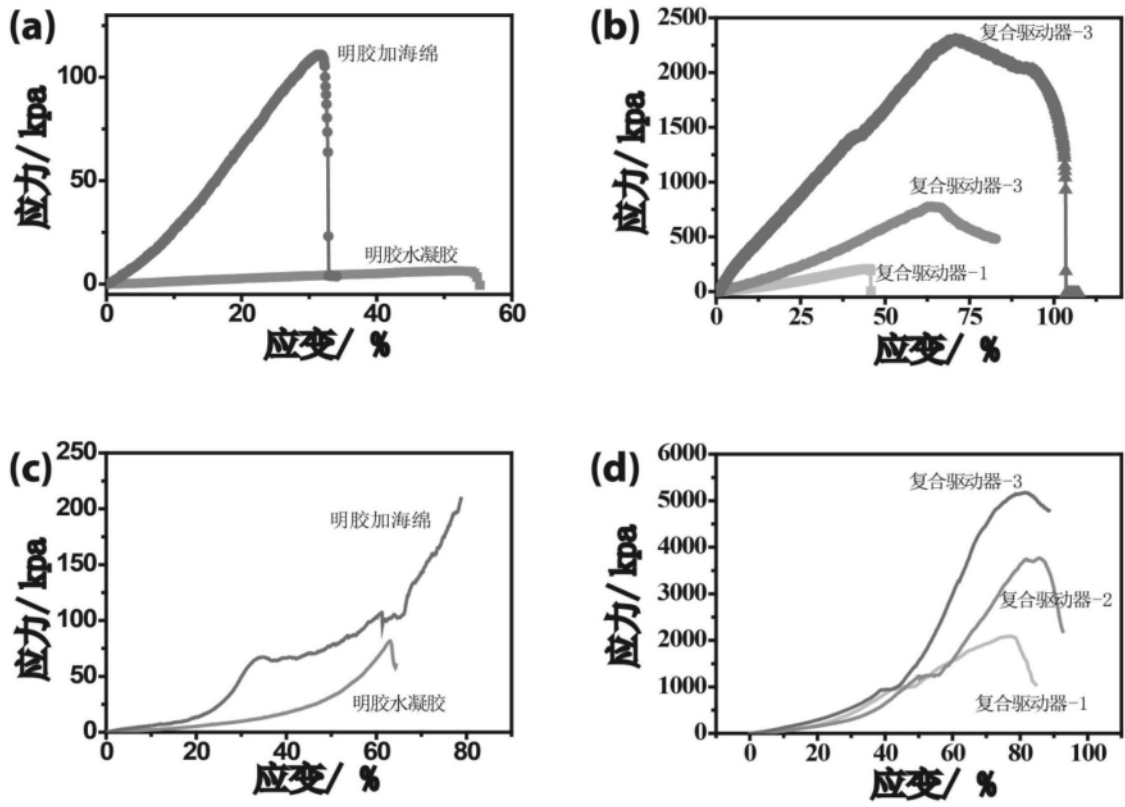 (a)
应力/ kpa
100
50
0
0
20
40
60
应变/ %
明胶加海绵
明胶水凝胶
(b)
应力/ kpa
2500
2000
1500
1000
500
0
0
25
50
75
100
应变/ %
复合驱动器-3
复合驱动器-3
复合驱动器-1
(c)
应力/ kpa
250
200
150
100
50
0
0
20
40
60
80
应变/ %
明胶加海绵
明胶水凝胶
(d)
应力/ kpa
6000
5000
4000
3000
2000
1000
0
0
20
40
60
80
100
应变/ %
复合驱动器-3
复合驱动器-2
复合驱动器-1